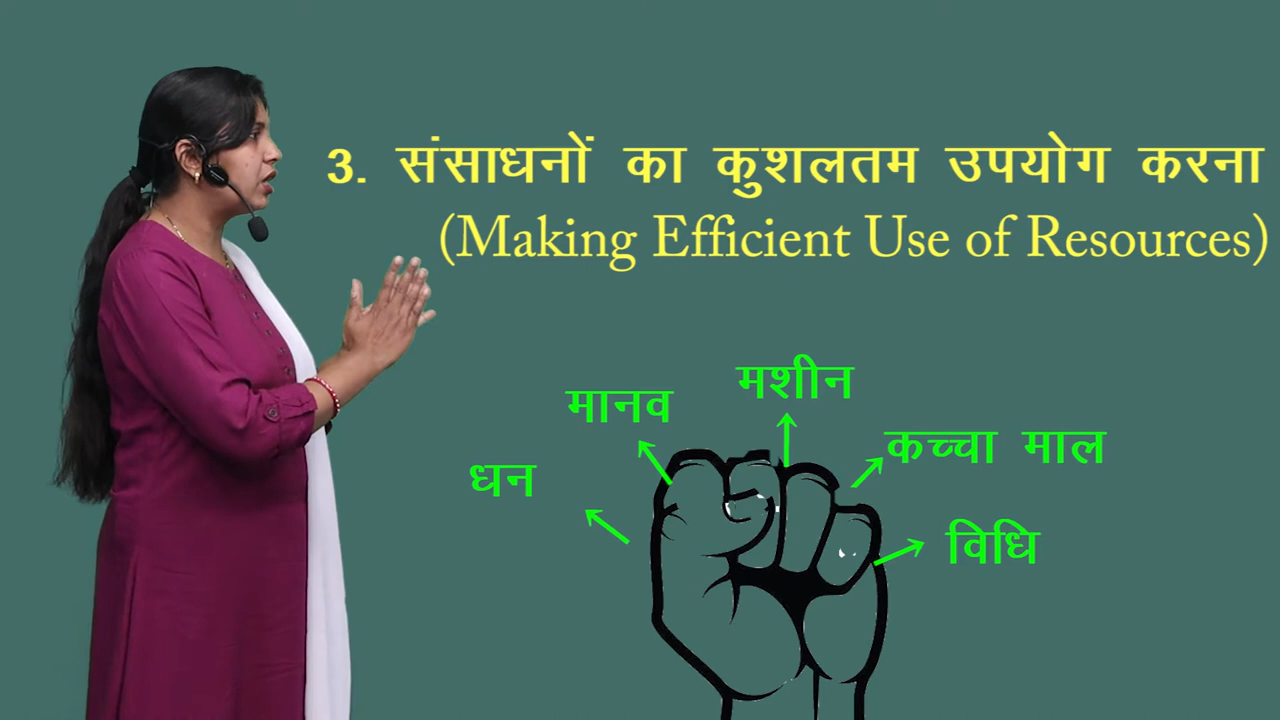 3. संसाधनों का कुशलतम उपयोग करना
(Making Efficient Use of Resources)
मशीन
मानव
कच्चा माल
धन
विधि